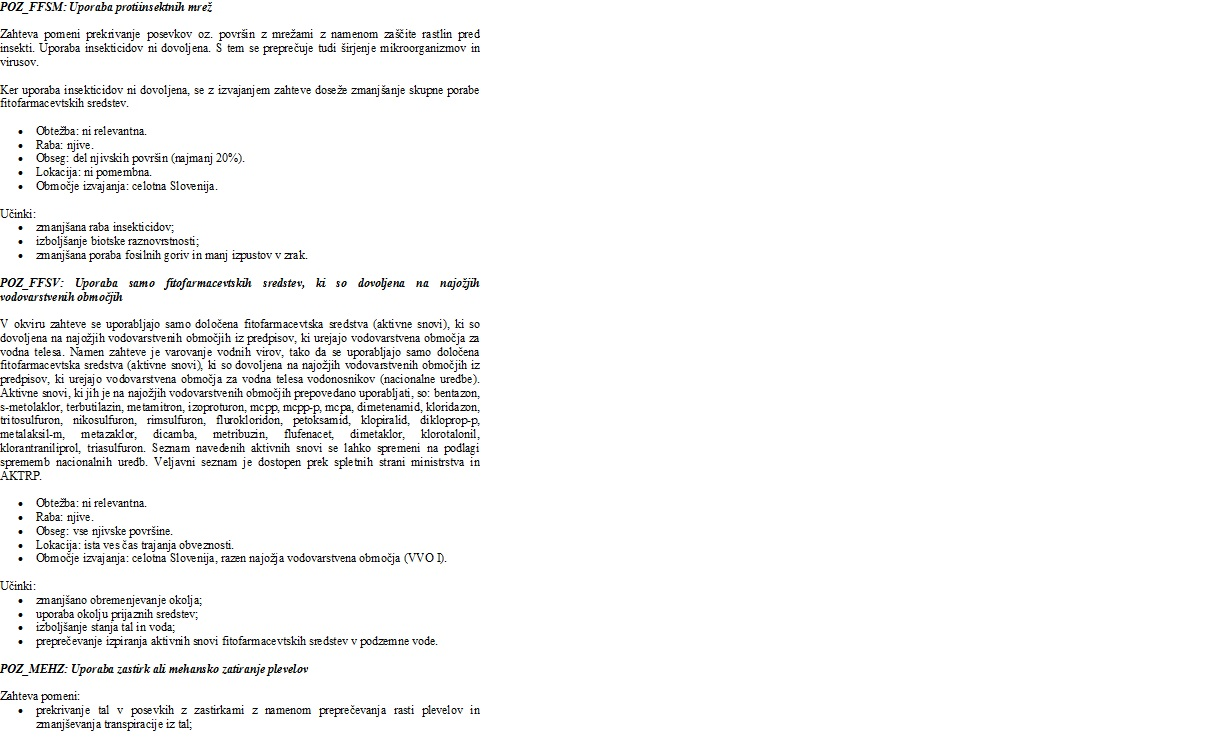 POZ_FFSM: Uporaba protiinsektnih mrež
Zahteva pomeni prekrivanje posevkov oz. površin z mrežami z namenom zaščite rastlin pred
insekti. Uporaba insekticidov ni dovoljena. S tem se preprečuje tudi širjenje mikroorganizmov in
virusov.
Ker uporaba insekticidov ni dovoljena, se z izvajanjem zahteve doseže zmanjšanje skupne porabe
fitofarmacevtskih sredstev.
• Obtežba: ni relevantna.
• Raba: njive.
• Obseg: del njivskih površin (najmanj 20%).
• Lokacija: ni pomembna.
• Območje izvajanja: celotna Slovenija.
Učinki:
• zmanjšana raba insekticidov;
• izboljšanje biotske raznovrstnosti;
• zmanjšana poraba fosilnih goriv in manj izpustov v zrak.
POZ_FFSV: Uporaba samo fitofarmacevtskih sredstev, ki so dovoljena na najožjih
vodovarstvenih območjih
V okviru zahteve se uporabljajo samo določena fitofarmacevtska sredstva (aktivne snovi), ki so
dovoljena na najožjih vodovarstvenih območjih iz predpisov, ki urejajo vodovarstvena območja za
vodna telesa. Namen zahteve je varovanje vodnih virov, tako da se uporabljajo samo določena
fitofarmacevtska sredstva (aktivne snovi), ki so dovoljena na najožjih vodovarstvenih območjih iz
predpisov, ki urejajo vodovarstvena območja za vodna telesa vodonosnikov (nacionalne uredbe).
Aktivne snovi, ki jih je na najožjih vodovarstvenih območjih prepovedano uporabljati, so: bentazon,
s-metolaklor, terbutilazin, metamitron, izoproturon, mcpp, mcpp-p, mcpa, dimetenamid, kloridazon,
tritosulfuron, nikosulfuron, rimsulfuron, flurokloridon, petoksamid, klopiralid, dikloprop-p,
metalaksil-m, metazaklor, dicamba, metribuzin, flufenacet, dimetaklor, klorotalonil,
klorantraniliprol, triasulfuron. Seznam navedenih aktivnih snovi se lahko spremeni na podlagi
sprememb nacionalnih uredb. Veljavni seznam je dostopen prek spletnih strani ministrstva in
AKTRP.
• Obtežba: ni relevantna.
• Raba: njive.
• Obseg: vse njivske površine.
• Lokacija: ista ves čas trajanja obveznosti.
• Območje izvajanja: celotna Slovenija, razen najožja vodovarstvena območja (VVO I).
Učinki:
• zmanjšano obremenjevanje okolja;
• uporaba okolju prijaznih sredstev;
• izboljšanje stanja tal in voda;
• preprečevanje izpiranja aktivnih snovi fitofarmacevtskih sredstev v podzemne vode.
POZ_MEHZ: Uporaba zastirk ali mehansko zatiranje plevelov
Zahteva pomeni:
• prekrivanje tal v posevkih z zastirkami z namenom preprečevanja rasti plevelov in
zmanjševanja transpiracije iz tal;